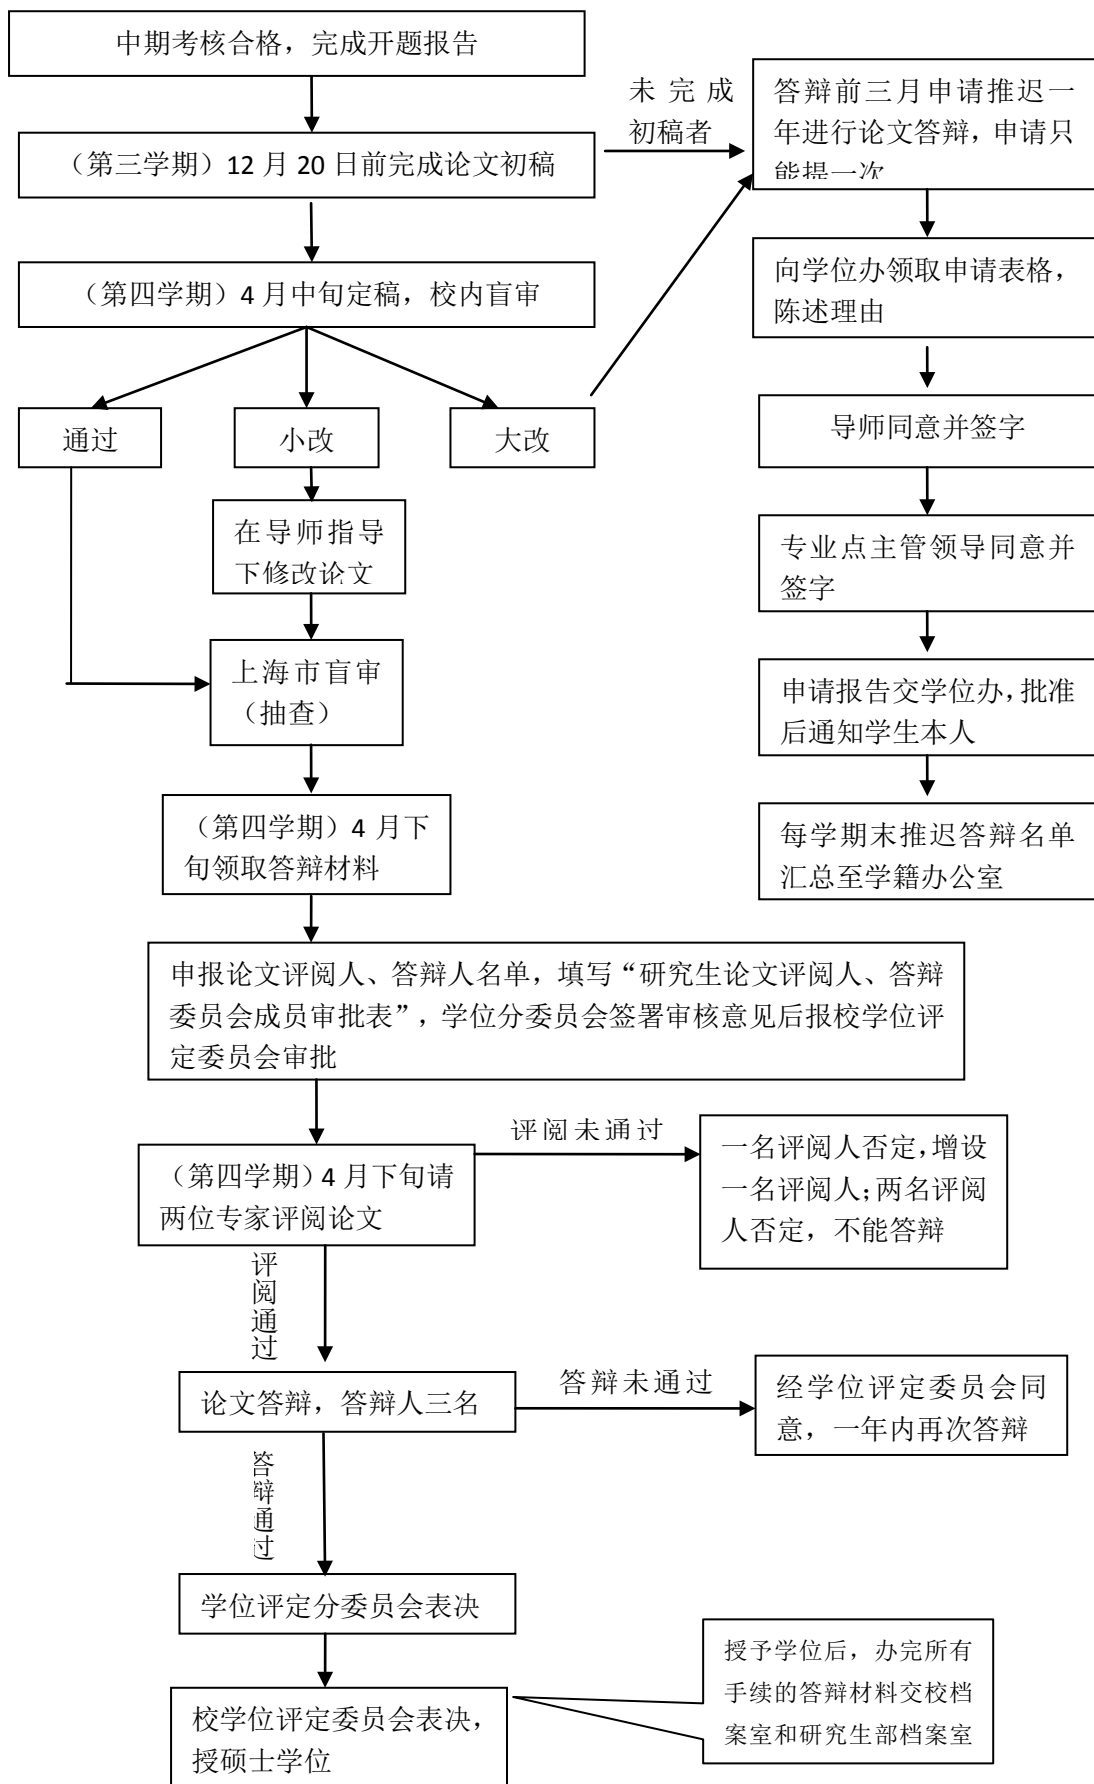 中期考核合格，完成开题报告
（第三学期）12 月 20 日前完成论文初稿
未完成
初稿者
答辩前三月申请推迟一
年进行论文答辩，申请只
能提一次
（第四学期）4 月中旬定稿，校内盲审
向学位办领取申请表格，
陈述理由
通过
小改
大改
导师同意并签字
在导师指导
下修改论文
专业点主管领导同意并
签字
上海市盲审
（抽查）
申请报告交学位办，批准
后通知学生本人
（第四学期）4 月下
旬领取答辩材料
每学期末推迟答辩名单
汇总至学籍办公室
申报论文评阅人、答辩人名单，填写“研究生论文评阅人、答辩
委员会成员审批表”，学位分委员会签署审核意见后报校学位评
定委员会审批
（第四学期）4 月下旬请
两位专家评阅论文
评阅未通过
一名评阅人否定，增设
一名评阅人；两名评阅
人否定，不能答辩
评阅通过
论文答辩，答辩人三名
答辩未通过
经学位评定委员会同
意，一年内再次答辩
答辩通过
学位评定分委员会表决
校学位评定委员会表决，
授硕士学位
授予学位后，办完所有
手续的答辩材料交校档
案室和研究生部档案室